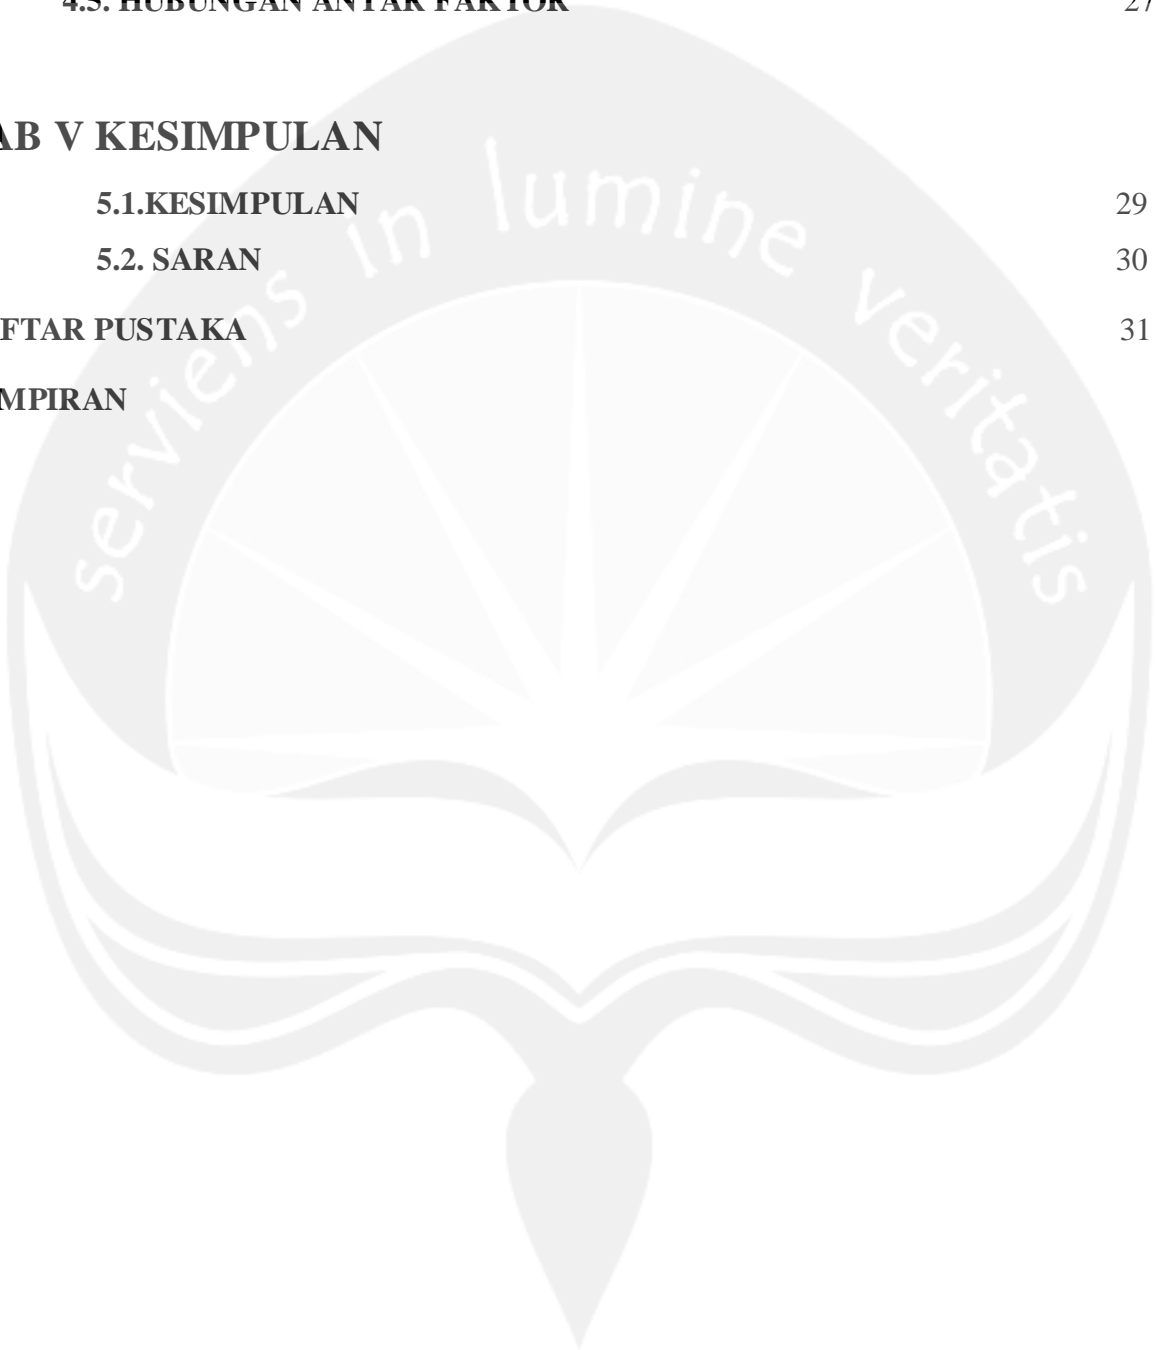 4.5. HUBUNGAN ANTAR FAKTOR 27
AB V KESIMPULAN
5.1.KESIMPULAN 29
5.2. SARAN 30
FTAR PUSTAKA 31
MPIRAN
serviens in lumine veritatis